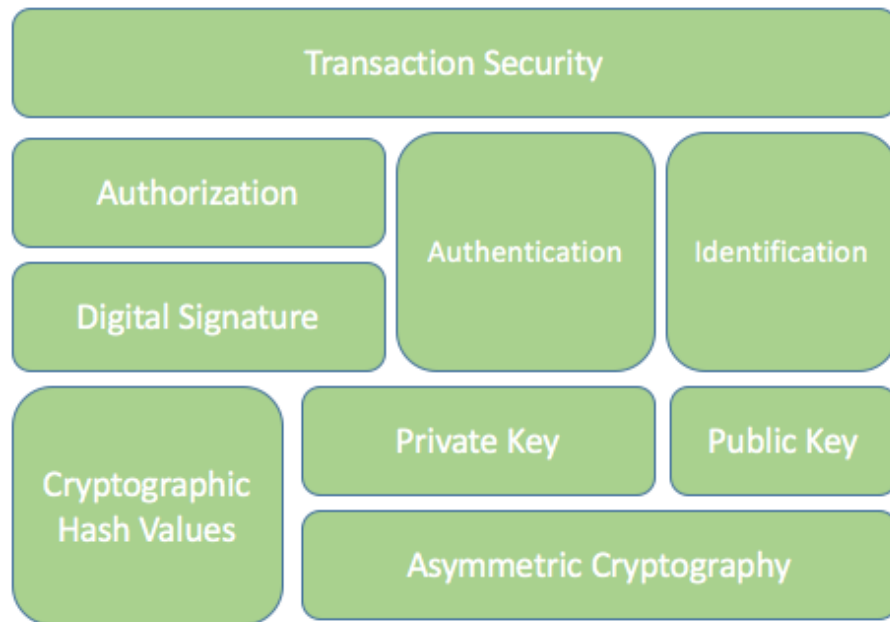 Transaction Security
Authorization
Authentication
Identification
Digital Signature
Private Key
Public Key
Cryptographic
Hash Values
Asymmetric Cryptography